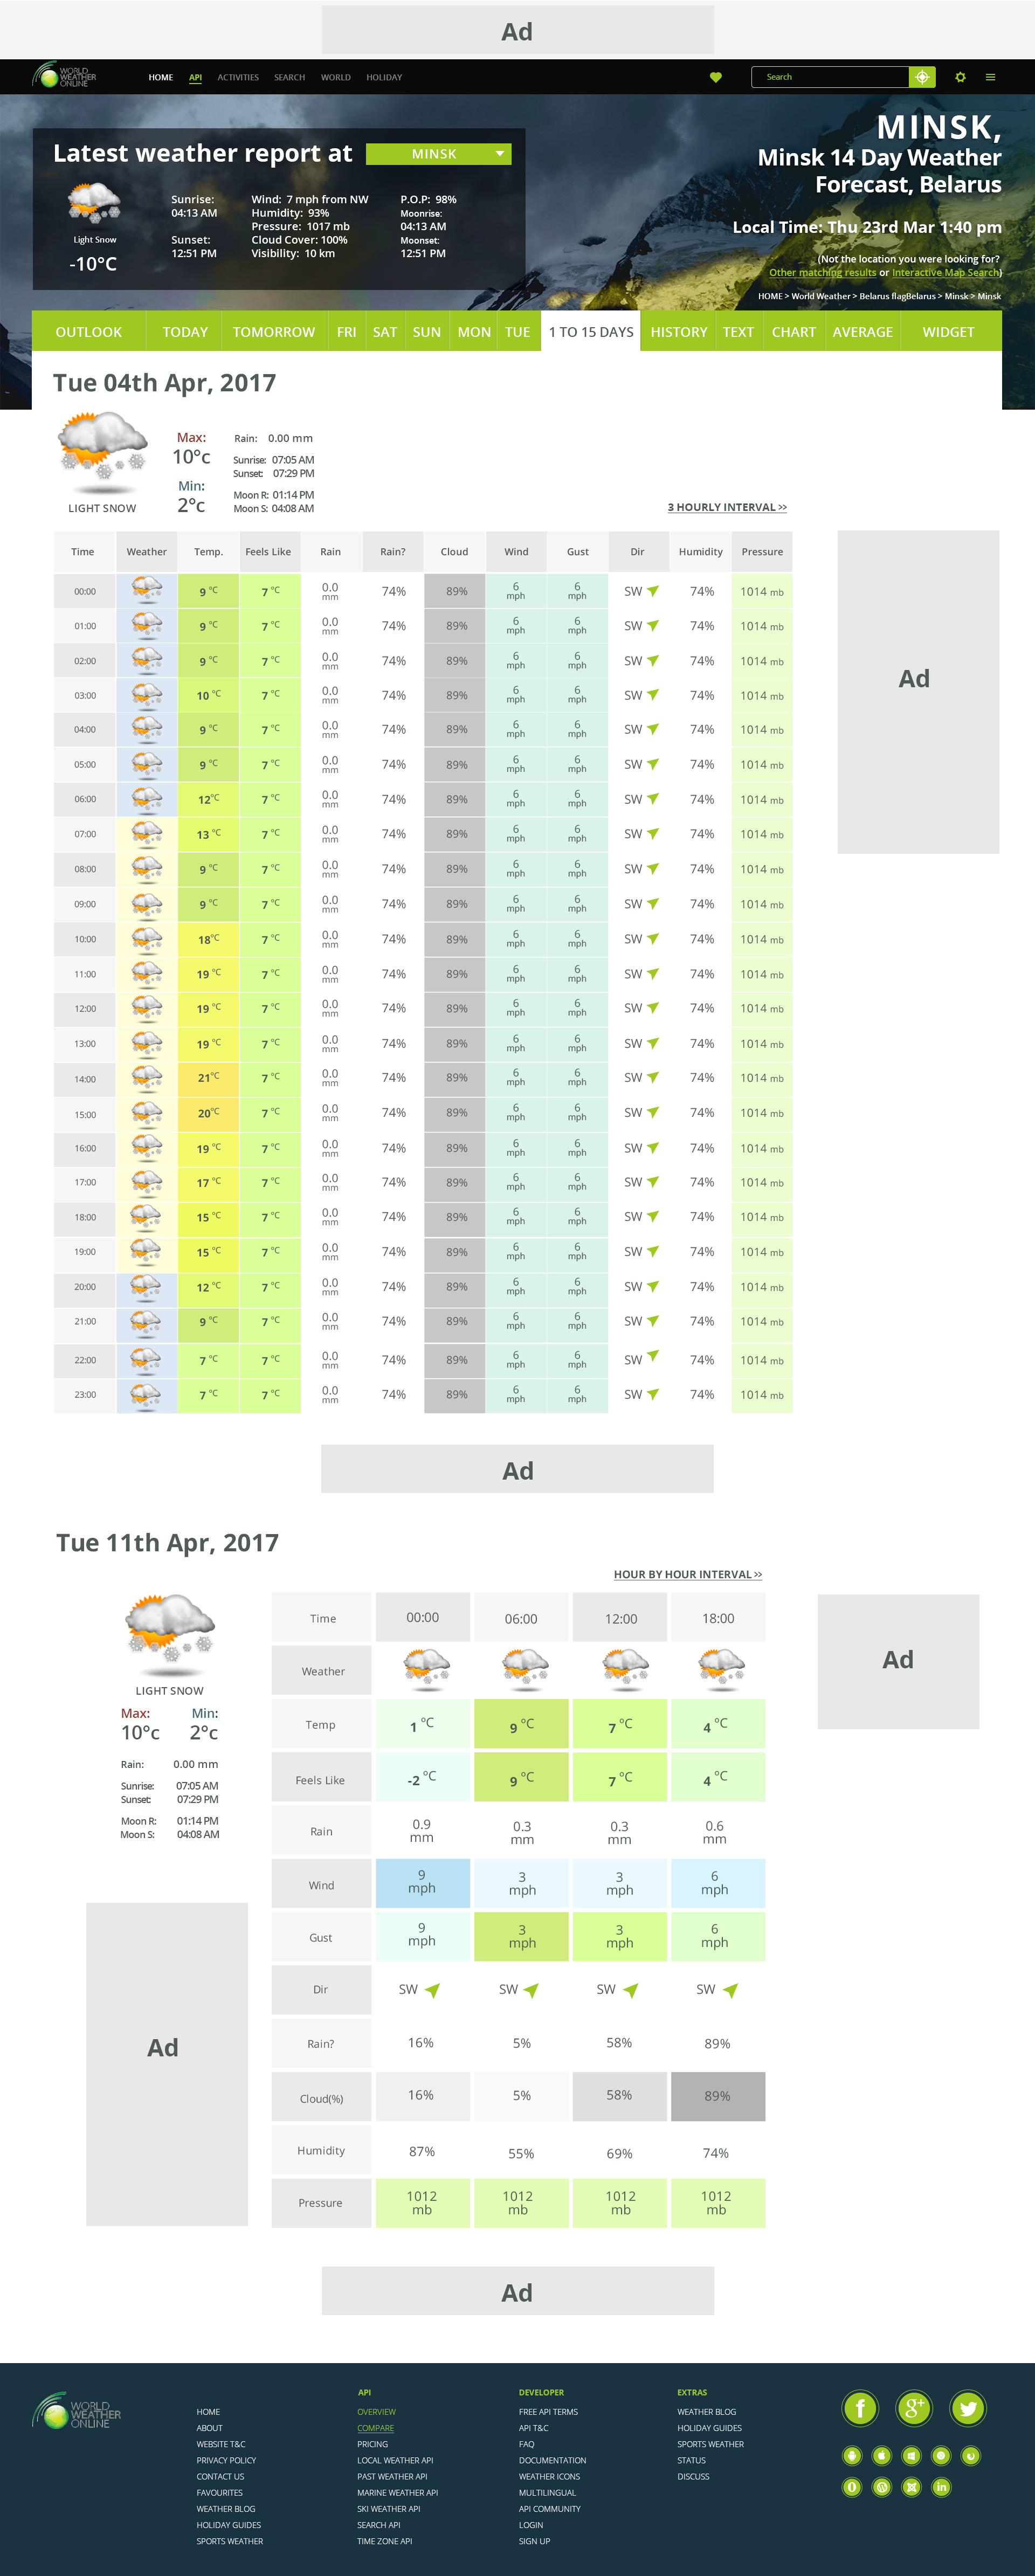 Ad
WORLD
WEATHER
ONLINE
HOME API ACTIVITIES SEARCH WORLD HOLIDAY
Search
Latest weather report at MINSK
Light Snow
-10°C
Sunrise:
04:13 AM
Sunset:
12:51 PM
Wind: 7 mph from NW
Humidity: 93%
Pressure: 1017 mb
Cloud Cover: 100%
Visibility: 10 km
P.O.P: 98%
Moonrise:
04:13 AM
Moonset:
12:51 PM
MINSK,
Minsk 14 Day Weather
Forecast, Belarus
Local Time: Thu 23rd Mar 1:40 pm
(Not the location you were looking for?
Other matching results or Interactive Map Search)
HOME > World Weather > Belarus flagBelarus > Minsk > Minsk
OUTLOOK TODAY TOMORROW FRI SAT SUN MON TUE 1 TO 15 DAYS HISTORY TEXT CHART AVERAGE WIDGET
Tue 04th Apr, 2017
LIGHT SNOW
Max:
10°c
Min:
2°c
Rain: 0.00 mm
Sunrise: 07:05 AM
Sunset: 07:29 PM
Moon R: 01:14 PM
Moon S: 04:08 AM
3 HOURLY INTERVAL >>
Time Weather Temp. Feels Like Rain Rain? Cloud Wind Gust Dir Humidity Pressure
00:00 9 °C 7 °C 0.0 mm 74% 89% 6 mph 6 mph SW 74% 1014 mb
01:00 9 °C 7 °C 0.0 mm 74% 89% 6 mph 6 mph SW 74% 1014 mb
02:00 9 °C 7 °C 0.0 mm 74% 89% 6 mph 6 mph SW 74% 1014 mb
03:00 10 °C 7 °C 0.0 mm 74% 89% 6 mph 6 mph SW 74% 1014 mb
04:00 9 °C 7 °C 0.0 mm 74% 89% 6 mph 6 mph SW 74% 1014 mb
05:00 9 °C 7 °C 0.0 mm 74% 89% 6 mph 6 mph SW 74% 1014 mb
06:00 12°C 7 °C 0.0 mm 74% 89% 6 mph 6 mph SW 74% 1014 mb
07:00 13 °C 7 °C 0.0 mm 74% 89% 6 mph 6 mph SW 74% 1014 mb
08:00 9 °C 7 °C 0.0 mm 74% 89% 6 mph 6 mph SW 74% 1014 mb
09:00 9 °C 7 °C 0.0 mm 74% 89% 6 mph 6 mph SW 74% 1014 mb
10:00 18°C 7 °C 0.0 mm 74% 89% 6 mph 6 mph SW 74% 1014 mb
11:00 19 °C 7 °C 0.0 mm 74% 89% 6 mph 6 mph SW 74% 1014 mb
12:00 19 °C 7 °C 0.0 mm 74% 89% 6 mph 6 mph SW 74% 1014 mb
13:00 19 °C 7 °C 0.0 mm 74% 89% 6 mph 6 mph SW 74% 1014 mb
14:00 21°C 7 °C 0.0 mm 74% 89% 6 mph 6 mph SW 74% 1014 mb
15:00 20°C 7 °C 0.0 mm 74% 89% 6 mph 6 mph SW 74% 1014 mb
16:00 19 °C 7 °C 0.0 mm 74% 89% 6 mph 6 mph SW 74% 1014 mb
17:00 17 °C 7 °C 0.0 mm 74% 89% 6 mph 6 mph SW 74% 1014 mb
18:00 15 °C 7 °C 0.0 mm 74% 89% 6 mph 6 mph SW 74% 1014 mb
19:00 15 °C 7 °C 0.0 mm 74% 89% 6 mph 6 mph SW 74% 1014 mb
20:00 12 °C 7 °C 0.0 mm 74% 89% 6 mph 6 mph SW 74% 1014 mb
21:00 9 °C 7 °C 0.0 mm 74% 89% 6 mph 6 mph SW 74% 1014 mb
22:00 7 °C 7 °C 0.0 mm 74% 89% 6 mph 6 mph SW 74% 1014 mb
23:00 7 °C 7 °C 0.0 mm 74% 89% 6 mph 6 mph SW 74% 1014 mb
Ad
Ad
Tue 11th Apr, 2017
HOUR BY HOUR INTERVAL >>
LIGHT SNOW
Max: Min:
10°c 2°c
Rain: 0.00 mm
Sunrise: 07:05 AM
Sunset: 07:29 PM
Moon R: 01:14 PM
Moon S: 04:08 AM
Ad
Time 00:00 06:00 12:00 18:00
Weather
Temp 1 °C 9 °C 7 °C 4 °C
Feels Like -2 °C 9 °C 7 °C 4 °C
Rain 0.9 mm 0.3 mm 0.3 mm 0.6 mm
Wind 9 mph 3 mph 3 mph 6 mph
Gust 9 mph 3 mph 3 mph 6 mph
Dir SW SW SW SW
Rain? 16% 5% 58% 89%
Cloud(%) 16% 5% 58% 89%
Humidity 87% 55% 69% 74%
Pressure 1012 mb 1012 mb 1012 mb 1012 mb
Ad
Ad
WORLD
WEATHER
ONLINE
HOME
ABOUT
WEBSITE T&C
PRIVACY POLICY
CONTACT US
FAVOURITES
WEATHER BLOG
HOLIDAY GUIDES
SPORTS WEATHER
API
OVERVIEW
COMPARE
PRICING
LOCAL WEATHER API
PAST WEATHER API
MARINE WEATHER API
SKI WEATHER API
SEARCH API
TIME ZONE API
DEVELOPER
FREE API TERMS
API T&C
FAQ
DOCUMENTATION
WEATHER ICONS
MULTILINGUAL
API COMMUNITY
LOGIN
SIGN UP
EXTRAS
WEATHER BLOG
HOLIDAY GUIDES
SPORTS WEATHER
STATUS
DISCUSS